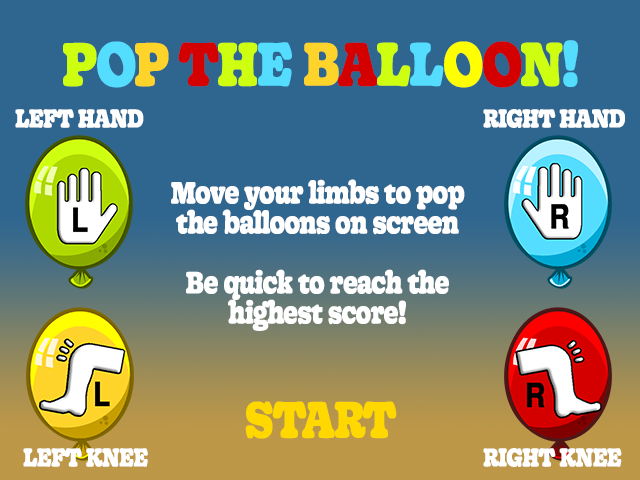 POP THE BALLOON!
LEFT HAND
RIGHT HAND
L
R
Move your limbs to pop
the balloons on screen
Be quick to reach the
highest score!
L
R
START
LEFT KNEE
RIGHT KNEE